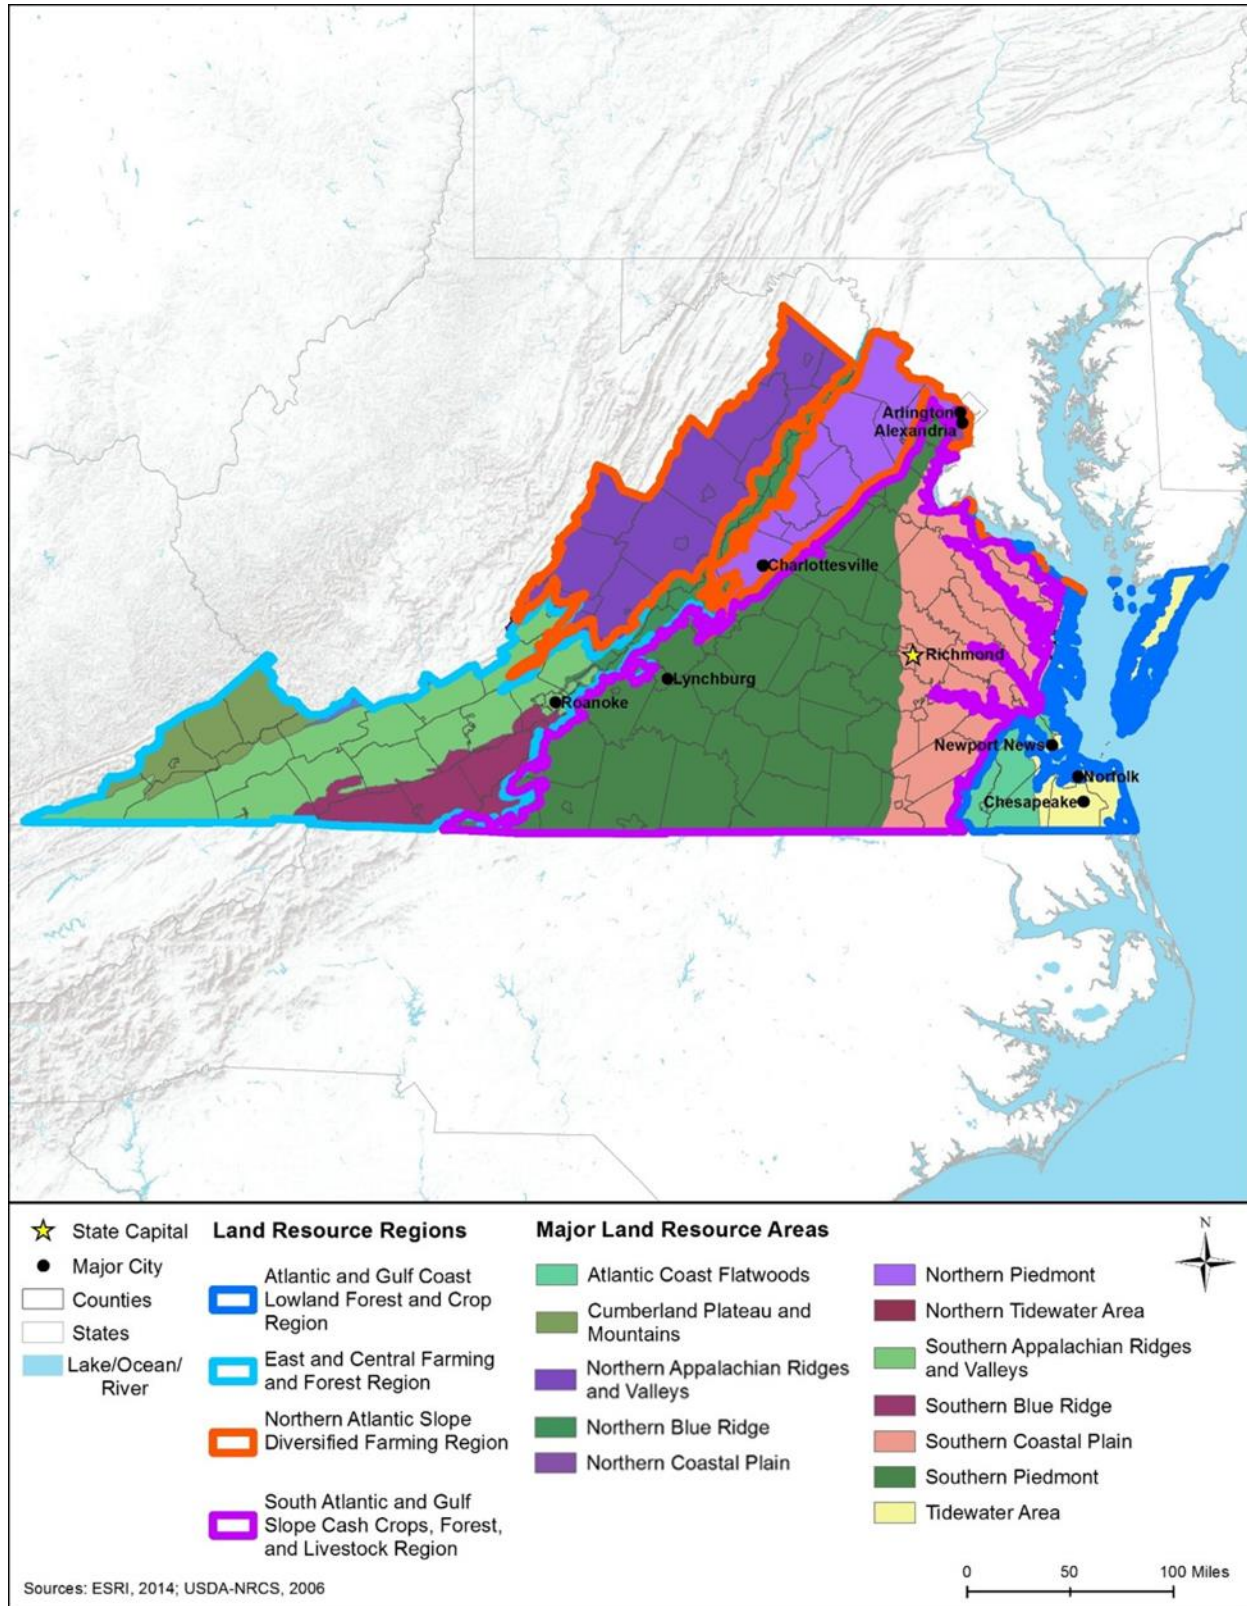 Arlington
Alexandria
Charlottesville
Richmond
Lynchburg
Roanoke
Newport News
Norfolk
Chesapeake
State Capital
Major City
Counties
States
Lake/Ocean/
River
Land Resource Regions
Atlantic and Gulf Coast
Lowland Forest and Crop
Region
East and Central Farming
and Forest Region
Northern Atlantic Slope
Diversified Farming Region
South Atlantic and Gulf
Slope Cash Crops, Forest,
and Livestock Region
Major Land Resource Areas
Atlantic Coast Flatwoods
Cumberland Plateau and
Mountains
Northern Appalachian Ridges
and Valleys
Northern Blue Ridge
Northern Coastal Plain
Northern Piedmont
Northern Tidewater Area
Southern Appalachian Ridges
and Valleys
Southern Blue Ridge
Southern Coastal Plain
Southern Piedmont
Tidewater Area
N
0 50 100 Miles
Sources: ESRI, 2014; USDA-NRCS, 2006